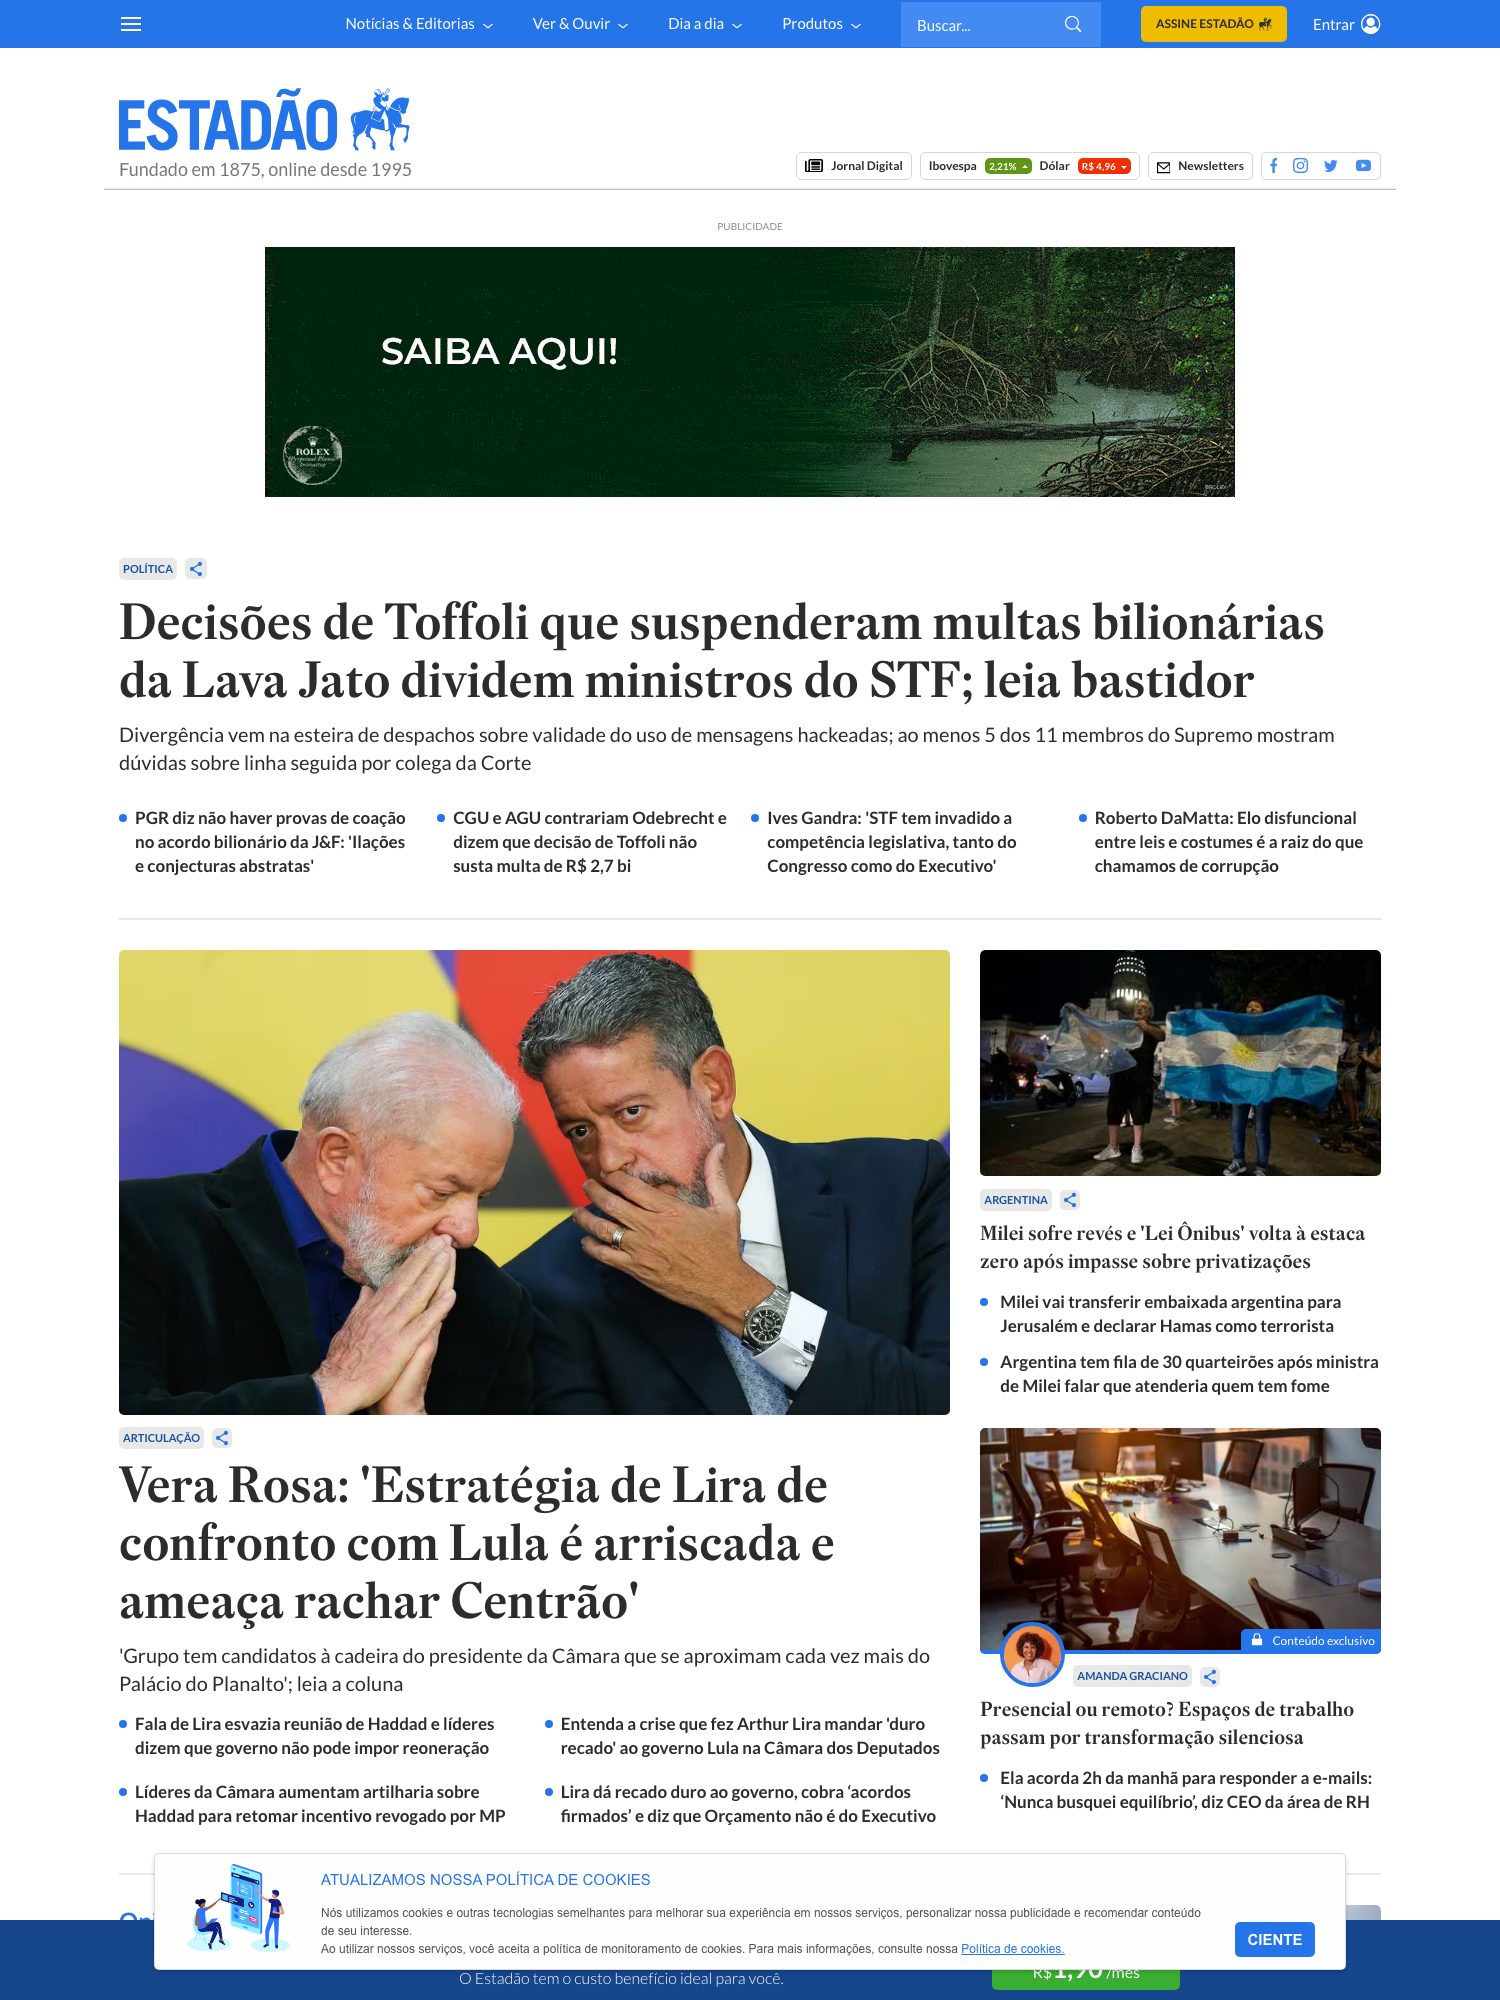 Notícias & Editorias
Ver & Ouvir
Dia a dia
Produtos
Buscar...
ASSINE ESTADÃO
Entrar
ESTADÃO
Fundado em 1875, online desde 1995
Jornal Digital
Ibovespa 2,21% Dólar R$ 4,96
Newsletters
PUBLICIDADE
SAIBA AQUI!
ROLEX
Perpetual Planet
Initiative
©ROLEX
POLÍTICA
Decisões de Toffoli que suspenderam multas bilionárias
da Lava Jato dividem ministros do STF; leia bastidor
Divergência vem na esteira de despachos sobre validade do uso de mensagens hackeadas; ao menos 5 dos 11 membros do Supremo mostram
dúvidas sobre linha seguida por colega da Corte
PGR diz não haver provas de coação
no acordo bilionário da J&F: 'Ilações
e conjecturas abstratas'
CGU e AGU contrariam Odebrecht e
dizem que decisão de Toffoli não
susta multa de R$ 2,7 bi
Ives Gandra: 'STF tem invadido a
competência legislativa, tanto do
Congresso como do Executivo'
Roberto DaMatta: Elo disfuncional
entre leis e costumes é a raiz do que
chamamos de corrupção
ARTICULAÇÃO
Vera Rosa: 'Estratégia de Lira de
confronto com Lula é arriscada e
ameaça rachar Centrão'
'Grupo tem candidatos à cadeira do presidente da Câmara que se aproximam cada vez mais do
Palácio do Planalto'; leia a coluna
Fala de Lira esvazia reunião de Haddad e líderes
dizem que governo não pode impor reoneração
Entenda a crise que fez Arthur Lira mandar 'duro
recado' ao governo Lula na Câmara dos Deputados
Líderes da Câmara aumentam artilharia sobre
Haddad para retomar incentivo revogado por MP
Lira dá recado duro ao governo, cobra ‘acordos
firmados’ e diz que Orçamento não é do Executivo
ARGENTINA
Milei sofre revés e 'Lei Ônibus' volta à estaca
zero após impasse sobre privatizações
Milei vai transferir embaixada argentina para
Jerusalém e declarar Hamas como terrorista
Argentina tem fila de 30 quarteirões após ministra
de Milei falar que atenderia quem tem fome
Conteúdo exclusivo
AMANDA GRACIANO
Presencial ou remoto? Espaços de trabalho
passam por transformação silenciosa
Ela acorda 2h da manhã para responder a e-mails:
‘Nunca busquei equilíbrio’, diz CEO da área de RH
ATUALIZAMOS NOSSA POLÍTICA DE COOKIES
Nós utilizamos cookies e outras tecnologias semelhantes para melhorar sua experiência em nossos serviços, personalizar nossa publicidade e recomendar conteúdo
de seu interesse.
Ao utilizar nossos serviços, você aceita a política de monitoramento de cookies. Para mais informações, consulte nossa Política de cookies.
CIENTE
O Estadão tem o custo benefício ideal para você.
R$ 1,90 /mês